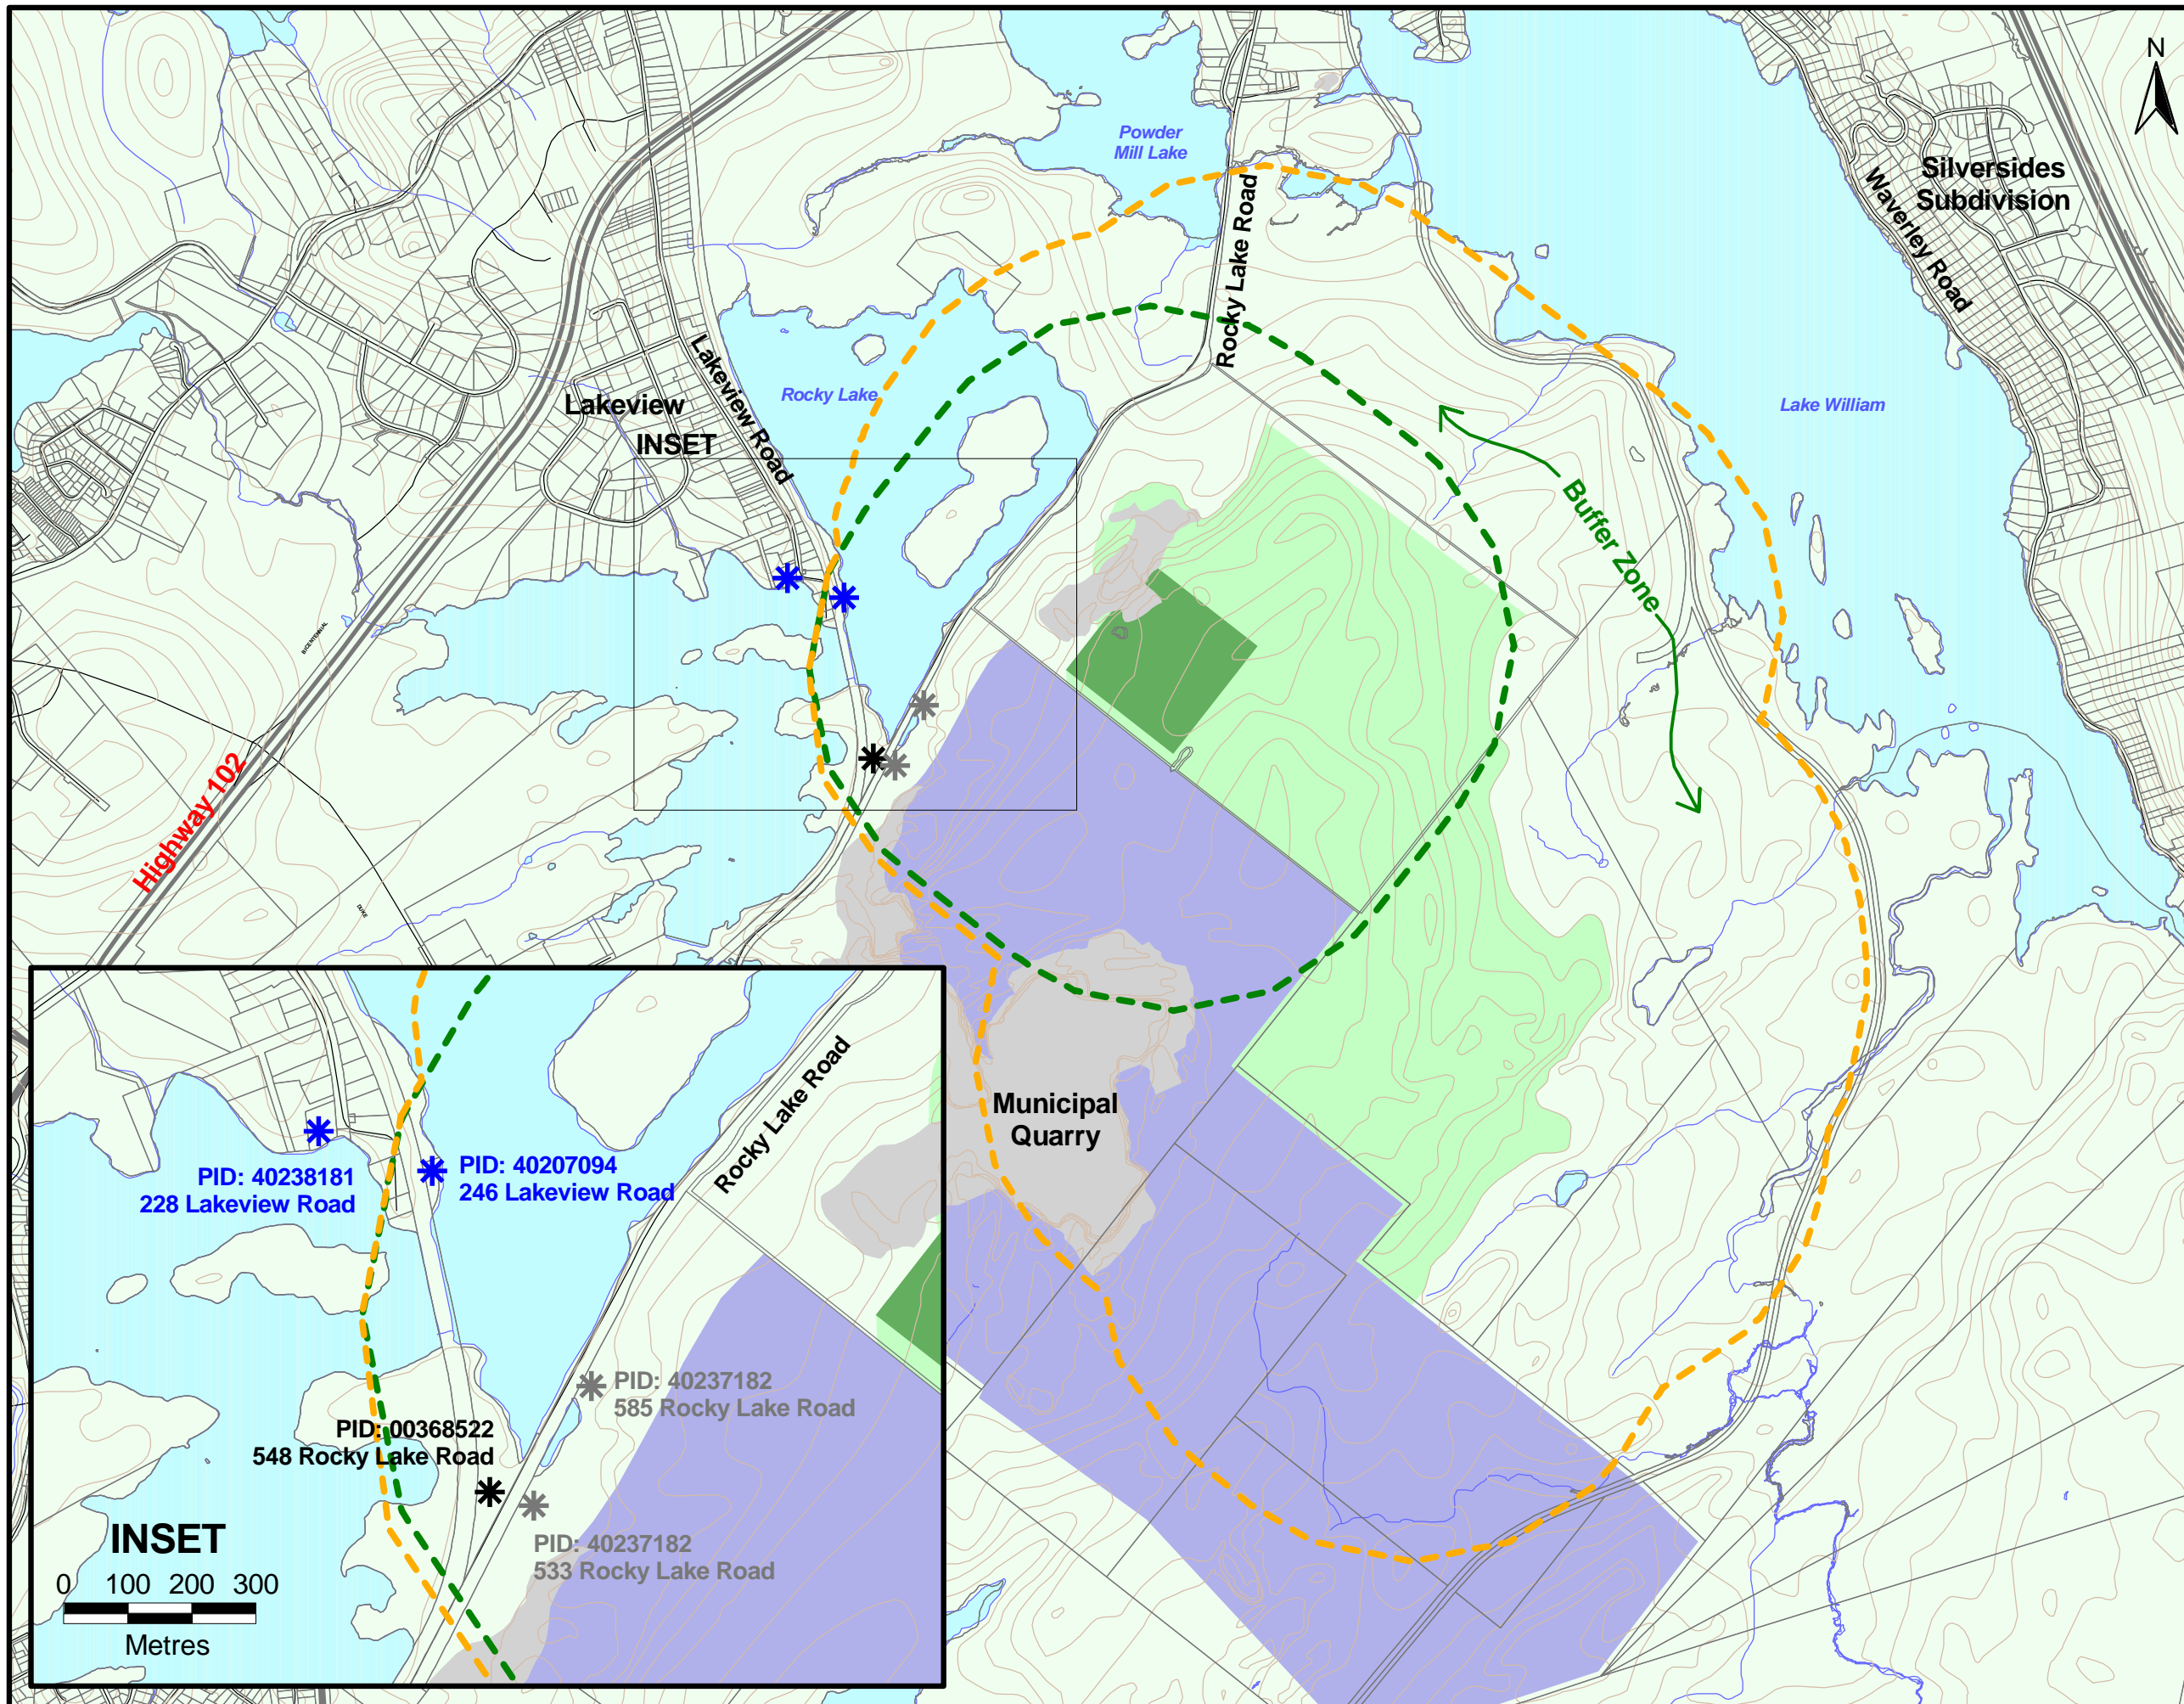 N
Powder
Mill Lake
Silversides
Subdivision
Waverley Road
Rocky Lake Road
Lakeview Road
Rocky Lake
Lakeview
INSET
Lake William
Buffer Zone
BICENTENNIAL
Highway 102
DUKE
Municipal
Quarry
Rocky Lake Road
PID: 40238181
228 Lakeview Road
PID: 40207094
246 Lakeview Road
PID: 40237182
585 Rocky Lake Road
PID: 00368522
548 Rocky Lake Road
PID: 40237182
533 Rocky Lake Road
INSET
0 100 200 300
Metres